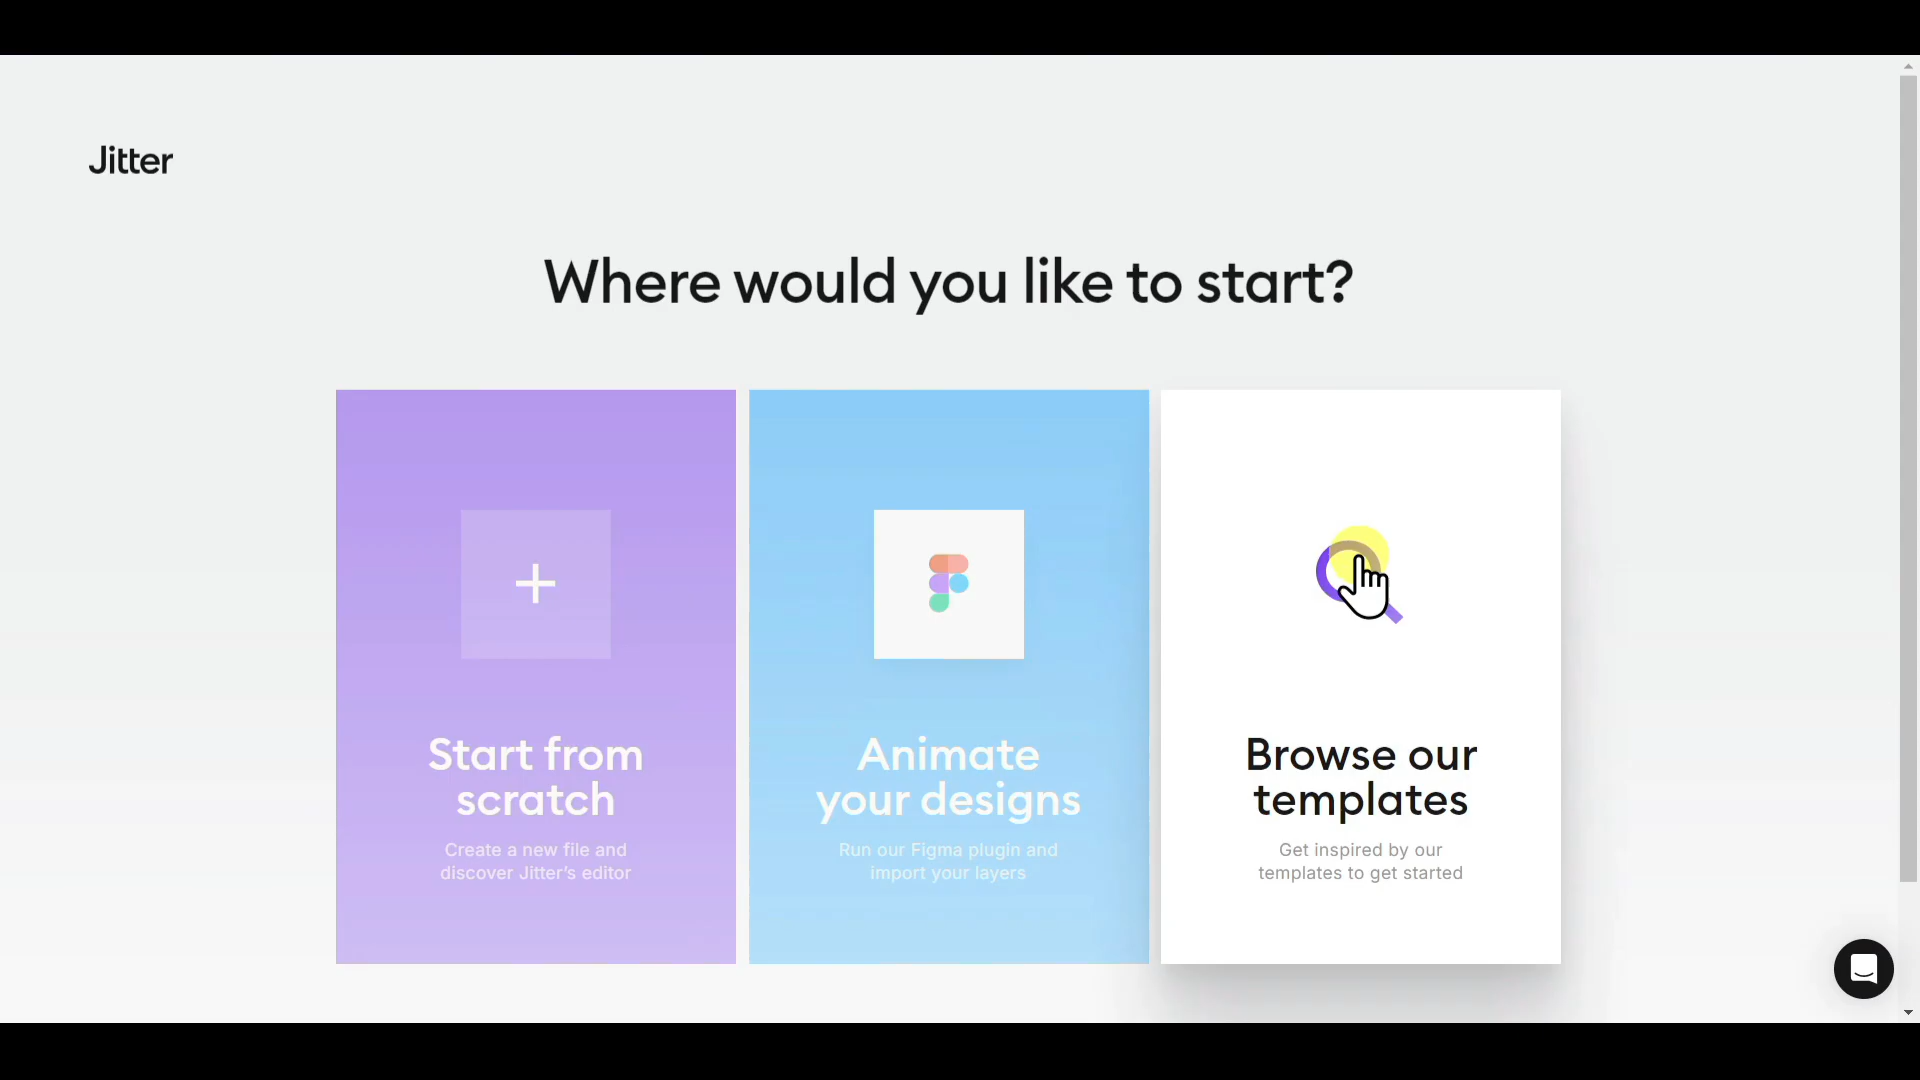 Jitter
Where would you like to start?
Start from
scratch
Create a new file and
discover Jitter's editor
Animate
your designs
Run our Figma plugin and
import your layers
Browse our
templates
Get inspired by our
templates to get started